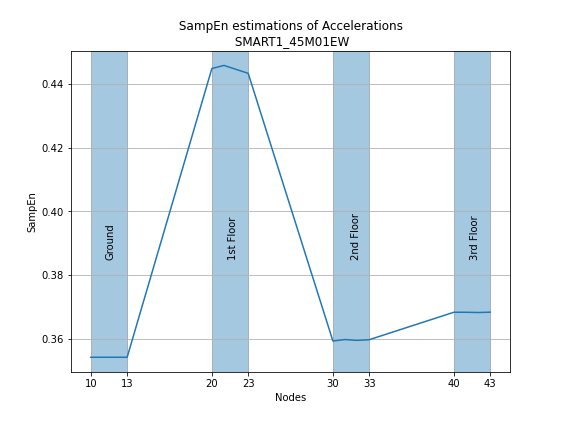 SampEn estimations of Accelerations
SMART1_45M01EW
0.44
0.42
0.40
0.38
0.36
SampEn
Ground
1st Floor
2nd Floor
3rd Floor
10 13 20 23 30 33 40 43
Nodes